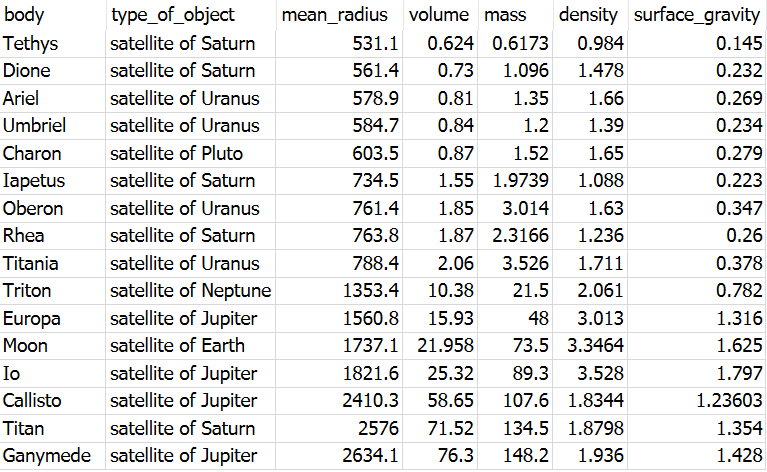 body type_of_object mean_radius volume mass density surface_gravity
Tethys satellite of Saturn 531.1 0.624 0.6173 0.984 0.145
Dione satellite of Saturn 561.4 0.73 1.096 1.478 0.232
Ariel satellite of Uranus 578.9 0.81 1.35 1.66 0.269
Umbriel satellite of Uranus 584.7 0.84 1.2 1.39 0.234
Charon satellite of Pluto 603.5 0.87 1.52 1.65 0.279
Iapetus satellite of Saturn 734.5 1.55 1.9739 1.088 0.223
Oberon satellite of Uranus 761.4 1.85 3.014 1.63 0.347
Rhea satellite of Saturn 763.8 1.87 2.3166 1.236 0.26
Titania satellite of Uranus 788.4 2.06 3.526 1.711 0.378
Triton satellite of Neptune 1353.4 10.38 21.5 2.061 0.782
Europa satellite of Jupiter 1560.8 15.93 48 3.013 1.316
Moon satellite of Earth 1737.1 21.958 73.5 3.3464 1.625
Io satellite of Jupiter 1821.6 25.32 89.3 3.528 1.797
Callisto satellite of Jupiter 2410.3 58.65 107.6 1.8344 1.23603
Titan satellite of Saturn 2576 71.52 134.5 1.8798 1.354
Ganymede satellite of Jupiter 2634.1 76.3 148.2 1.936 1.428